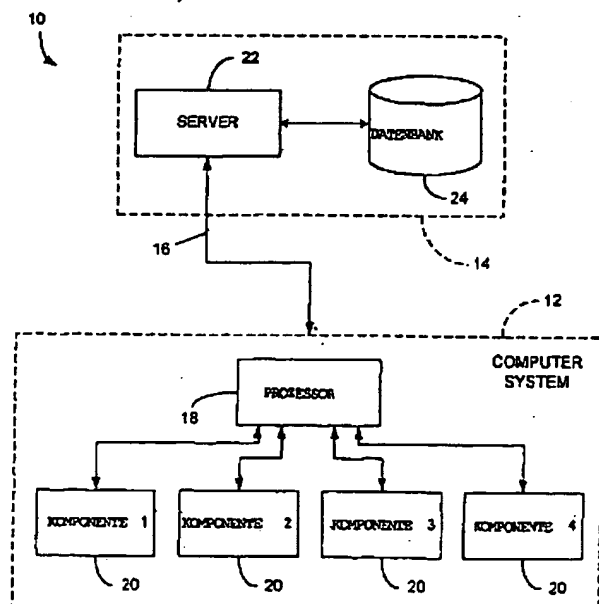 10
22
SERVER
DATENBANK
24
16
14
12
COMPUTER
SYSTEM
PROZESSOR
18
KOMPONENTE 1
KOMPONENTE 2
KOMPONENTE 3
KOMPONENTE 4
20
20
20
20